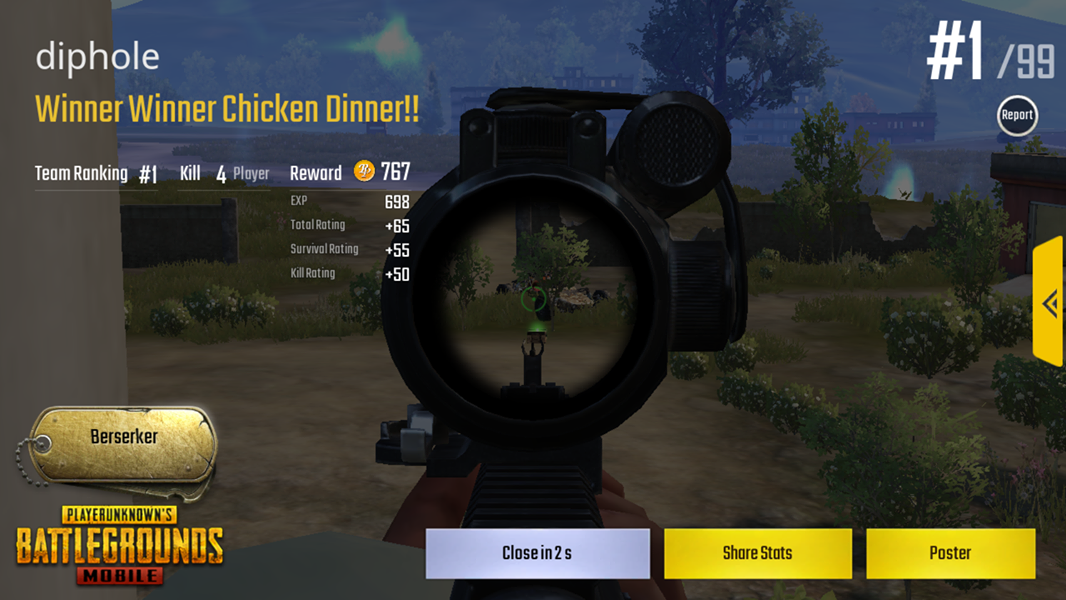 diphole
#1 /99
Winner Winner Chicken Dinner!!
Report
Team Ranking #1 Kill 4 Player Reward 767
EXP 698
Total Rating +65
Survival Rating +55
Kill Rating +50
Berserker
PLAYERUNKNOWN'S
BATTLEGROUNDS
MOBILE
Close in 2 s
Share Stats
Poster